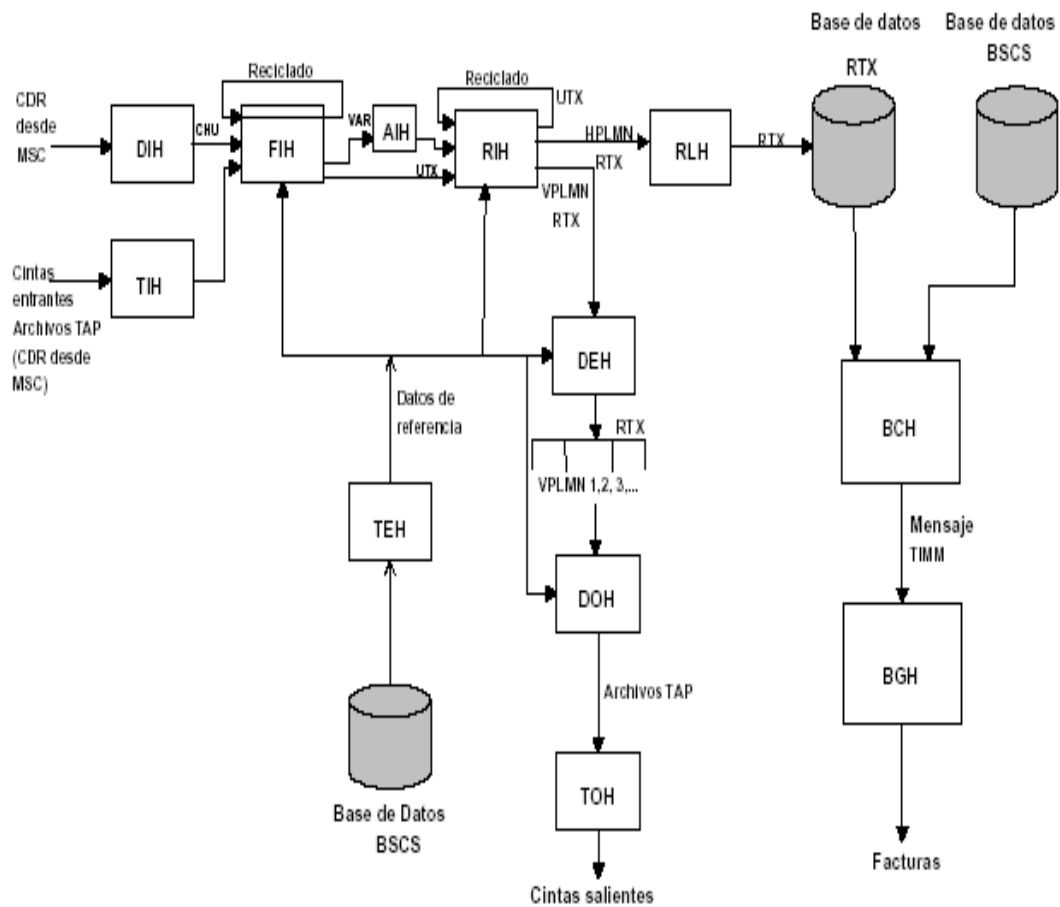 Base de datos
RTX
Base de datos
BSCS
Reciclado
Reciclado
UTX
CDR
desde
MSC
DIH
CHU
FIH
VAR
AIH
UTX
RIH
HPLMN
RTX
RLH
RTX
VPLMN
RTX
Cintas
entrantes
Archivos TAP
(CDR desde
MSC)
TIH
DEH
Datos de
referencia
RTX
VPLMN 1,2, 3,...
BCH
TEH
Mensaje
TIMM
DOH
BGH
Archivos TAP
Base de Datos
BSCS
TOH
Facturas
Cintas salientes